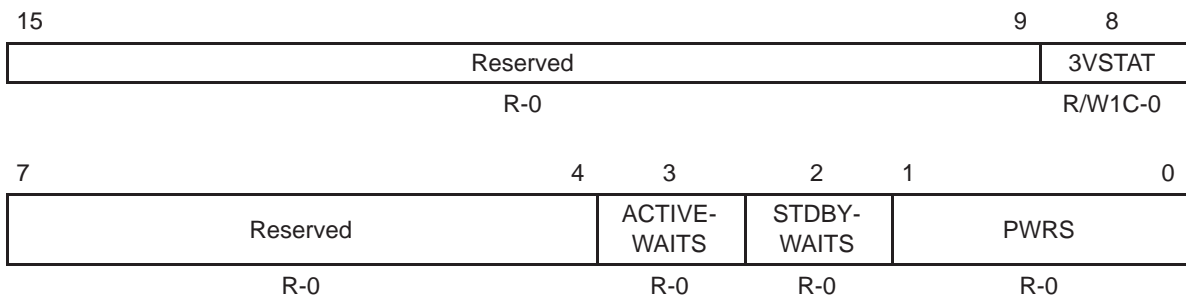 15 9 8
Reserved 3VSTAT
R-0 R/W1C-0
7 4 3 2 1 0
Reserved ACTIVE-WAITS STDBY-WAITS PWRS
R-0 R-0 R-0 R-0